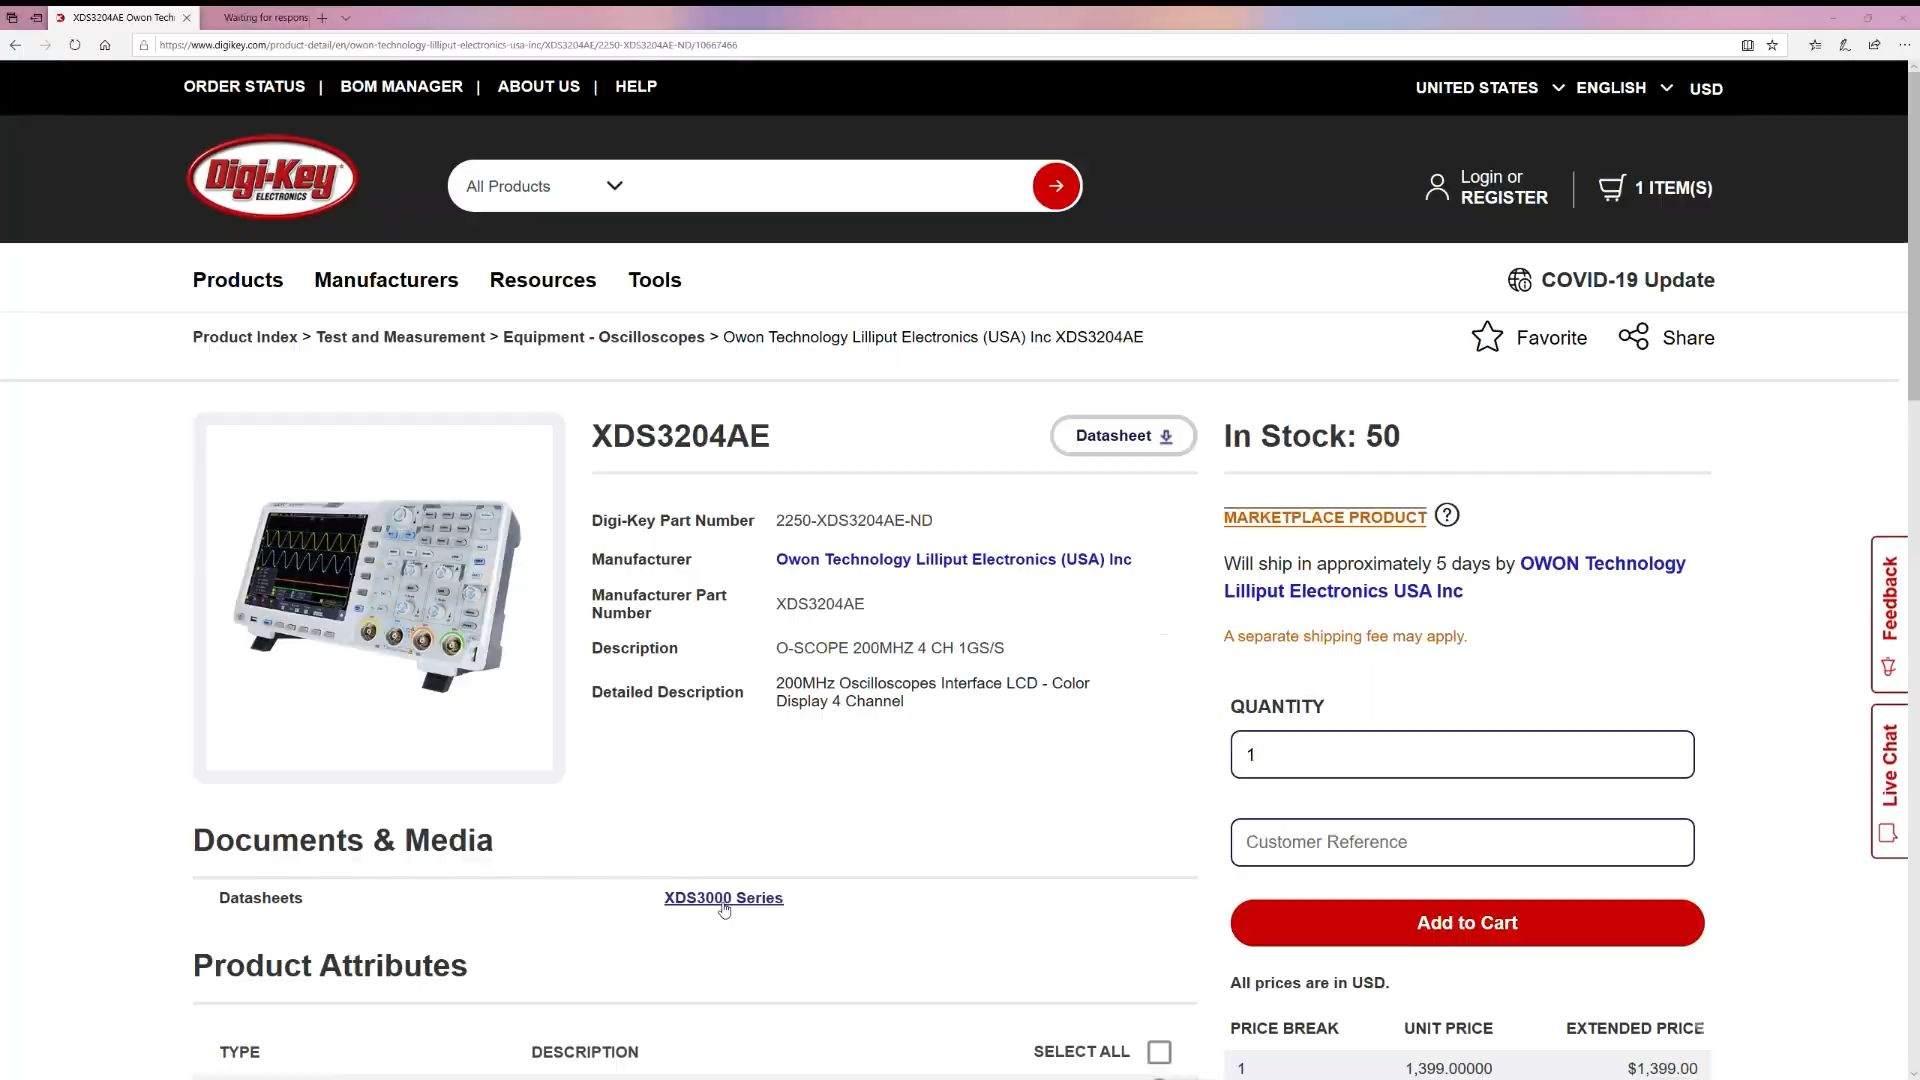 XDS3204AE Owon Tech
Waiting for respons
https://www.digikey.com/product-detail/en/owon-technology-lilliput-electronics-usa-inc/XDS3204AE/2250-XDS3204AE-ND/10667466
ORDER STATUS | BOM MANAGER | ABOUT US | HELP
UNITED STATES ENGLISH USD
Digi-Key
ELECTRONICS
All Products
Login or
REGISTER
1 ITEM(S)
Products Manufacturers Resources Tools
COVID-19 Update
Product Index > Test and Measurement > Equipment - Oscilloscopes > Owon Technology Lilliput Electronics (USA) Inc XDS3204AE
Favorite Share
XDS3204AE
Datasheet
Digi-Key Part Number 2250-XDS3204AE-ND
Manufacturer Owon Technology Lilliput Electronics (USA) Inc
Manufacturer Part
Number
XDS3204AE
Description O-SCOPE 200MHZ 4 CH 1GS/S
Detailed Description
200MHz Oscilloscopes Interface LCD - Color
Display 4 Channel
In Stock: 50
MARKETPLACE PRODUCT ?
Will ship in approximately 5 days by OWON Technology
Lilliput Electronics USA Inc
A separate shipping fee may apply.
QUANTITY
1
Customer Reference
Add to Cart
All prices are in USD.
PRICE BREAK UNIT PRICE EXTENDED PRICE
1 1,399.00000 $1,399.00
Feedback
Live Chat
Documents & Media
Datasheets XDS3000 Series
Product Attributes
TYPE DESCRIPTION SELECT ALL